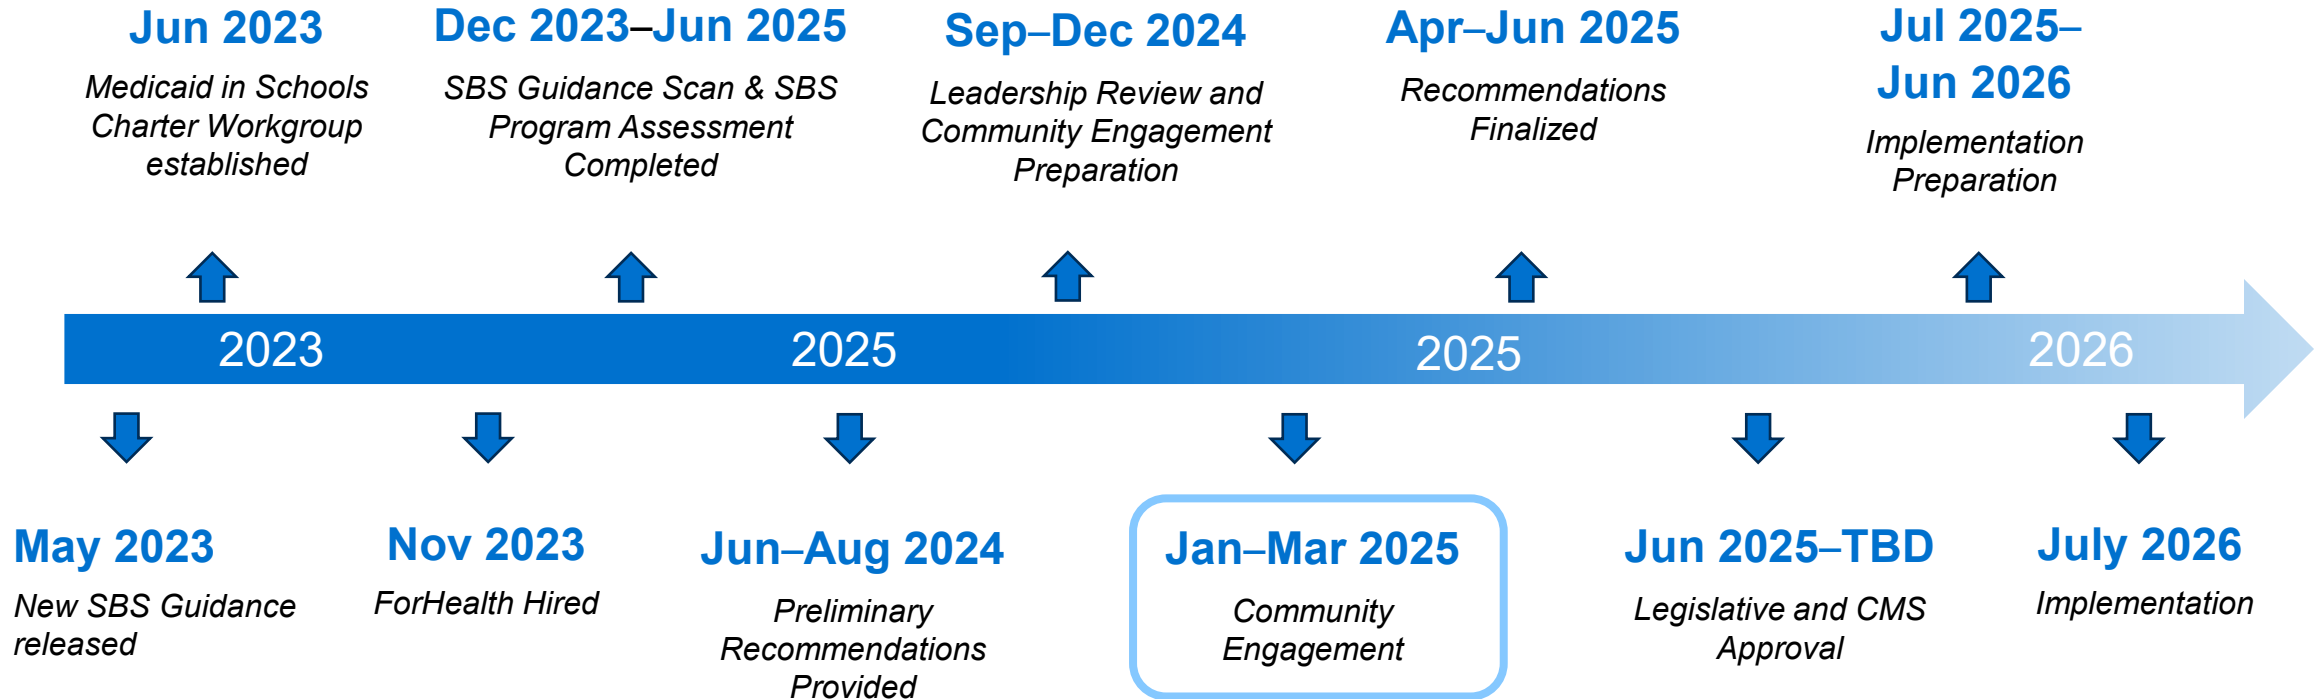 Jun 2023
Medicaid in Schools
Charter Workgroup
established
Dec 2023–Jun 2025
SBS Guidance Scan & SBS
Program Assessment
Completed
Sep–Dec 2024
Leadership Review and
Community Engagement
Preparation
Apr–Jun 2025
Recommendations
Finalized
Jul 2025–
Jun 2026
Implementation
Preparation
2023
2025
2025
2026
May 2023
New SBS Guidance
released
Nov 2023
ForHealth Hired
Jun–Aug 2024
Preliminary
Recommendations
Provided
Jan–Mar 2025
Community
Engagement
Jun 2025–TBD
Legislative and CMS
Approval
July 2026
Implementation